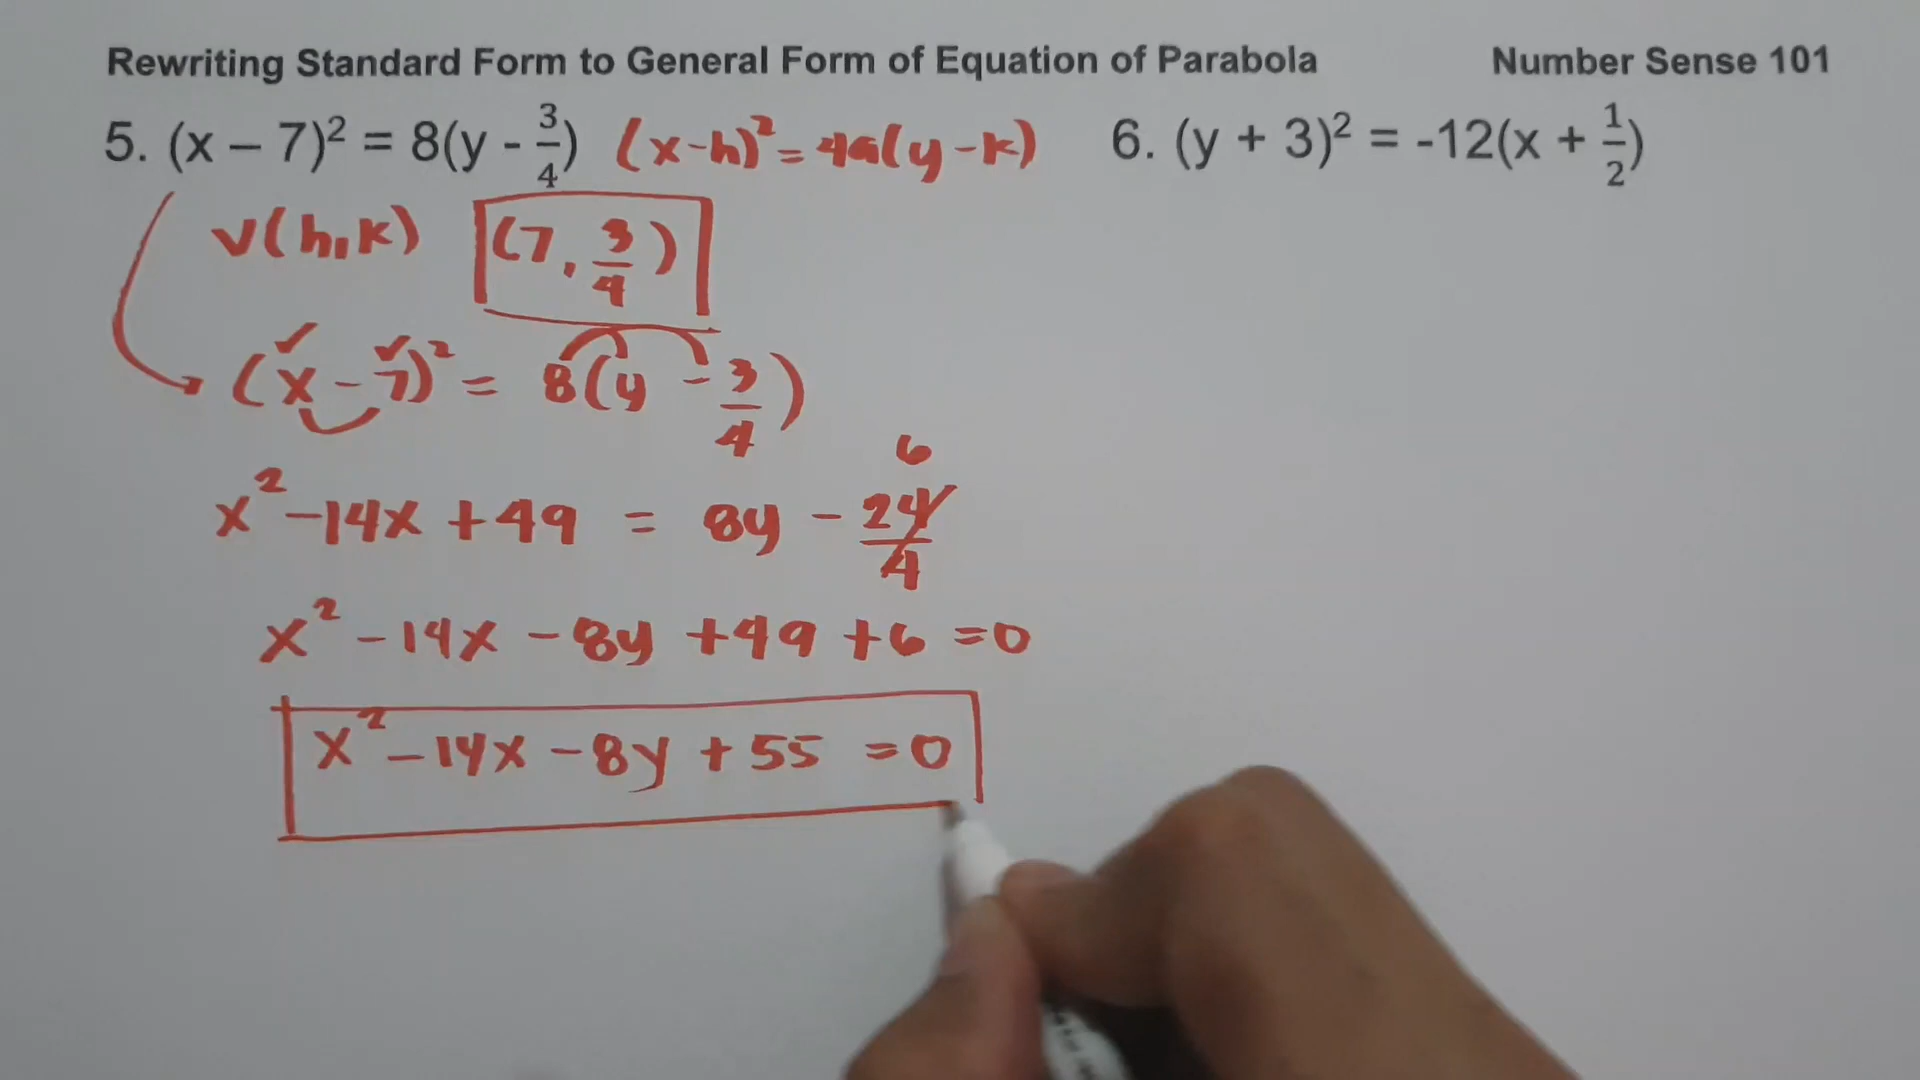 Rewriting Standard Form to General Form of Equation of Parabola Number Sense 101
5. (x – 7)² = 8(y - 3/4) (x-h)² = 4a(y-k) 6. (y + 3)² = -12(x + 1/2)
V(h,k) (7, 3/4)
(x - 7)² = 8(y - 3/4)
6
x² - 14x + 49 = 8y - 24/4
x² - 14x - 8y + 49 + 6 = 0
x² - 14x - 8y + 55 = 0